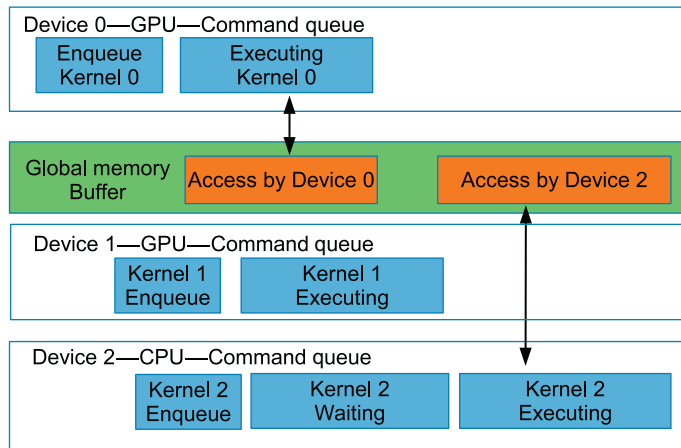 Device 0—GPU—Command queue
Enqueue
Kernel 0
Executing
Kernel 0
Global memory
Buffer
Access by Device 0
Access by Device 2
Device 1—GPU—Command queue
Kernel 1
Enqueue
Kernel 1
Executing
Device 2—CPU—Command queue
Kernel 2
Enqueue
Kernel 2
Waiting
Kernel 2
Executing